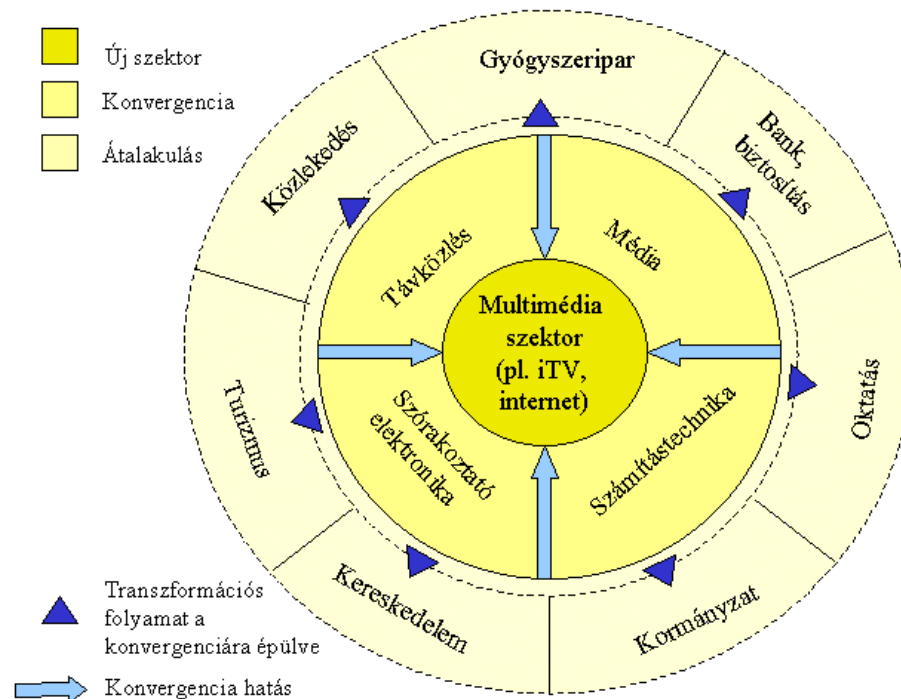 Új szektor
Konvergencia
Átalakulás
Gyógyszeripar
Bank,
biztosítás
Oktatás
Kormányzat
Kereskedelem
Turizmus
Közlekedés
Távközlés
Média
Számítástechnika
Szórakoztató
elektronika
Multimédia
szektor
(pl. iTV,
internet)
Transzformációs
folyamat a
konvergenciára épülve
Konvergencia hatás